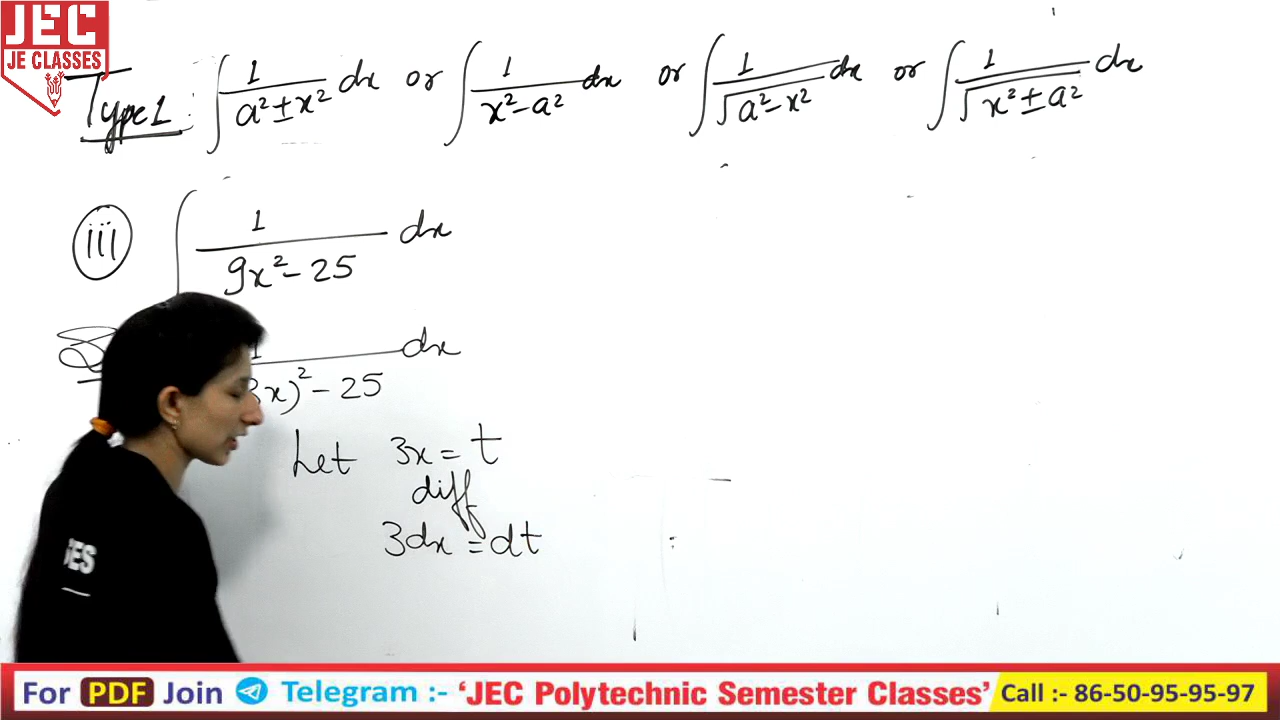 JEC
JE CLASSES
Type1: ∫ 1/(a²±x²) dx or ∫ 1/(x²-a²) dx or ∫ 1/√(a²-x²) dx or ∫ 1/√(x²±a²) dx
iii ∫ 1/(9x²-25) dx
1/( x)²-25 dx
Let 3x = t
diff
3dx = dt
For PDF Join Telegram :- ‘JEC Polytechnic Semester Classes’ Call :- 86-50-95-95-97